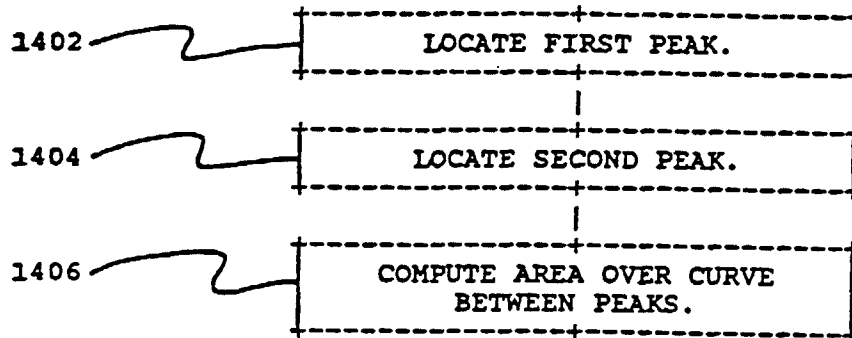 1402 LOCATE FIRST PEAK.
1404 LOCATE SECOND PEAK.
1406 COMPUTE AREA OVER CURVE
BETWEEN PEAKS.